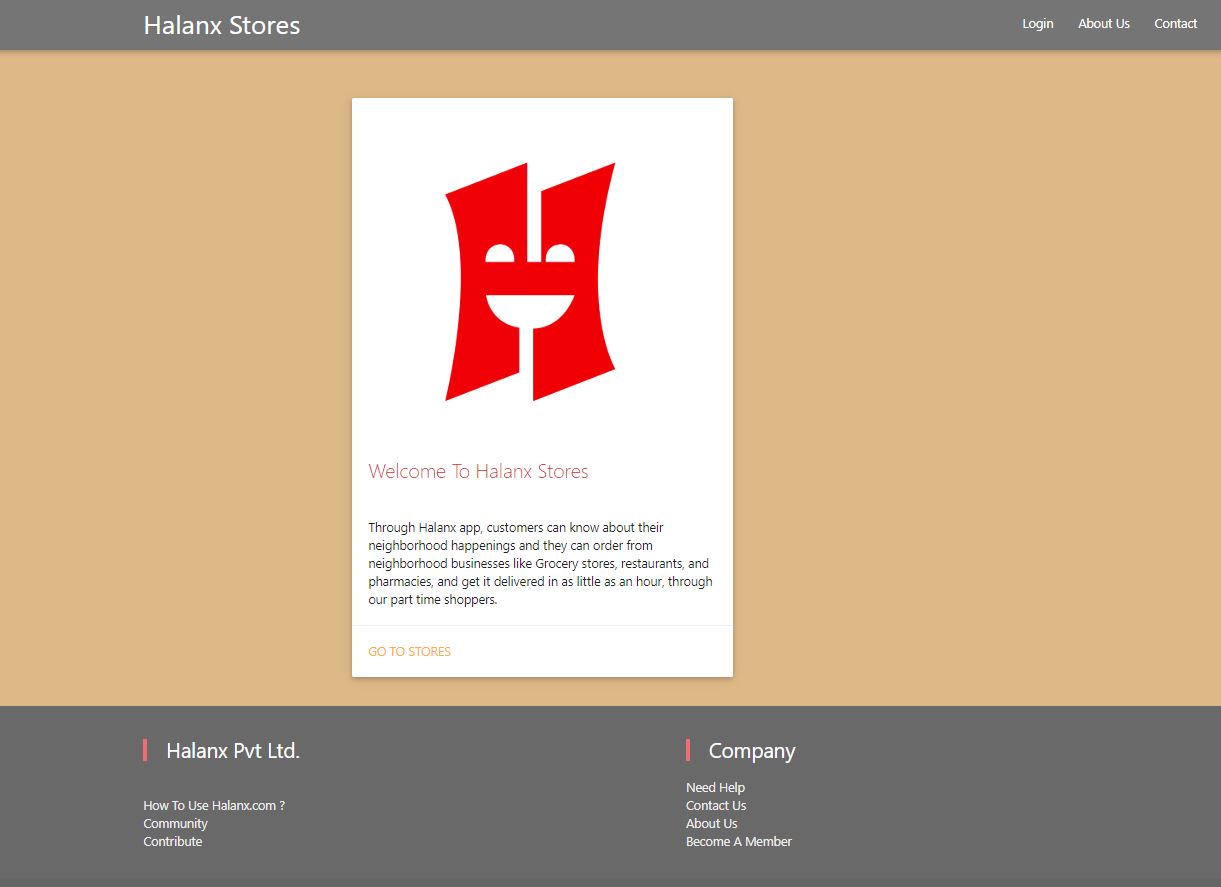 Halanx Stores
Login
About Us
Contact
Welcome To Halanx Stores
Through Halanx app, customers can know about their
neighborhood happenings and they can order from
neighborhood businesses like Grocery stores, restaurants, and
pharmacies, and get it delivered in as little as an hour, through
our part time shoppers.
GO TO STORES
Halanx Pvt Ltd.
How To Use Halanx.com ?
Community
Contribute
Company
Need Help
Contact Us
About Us
Become A Member